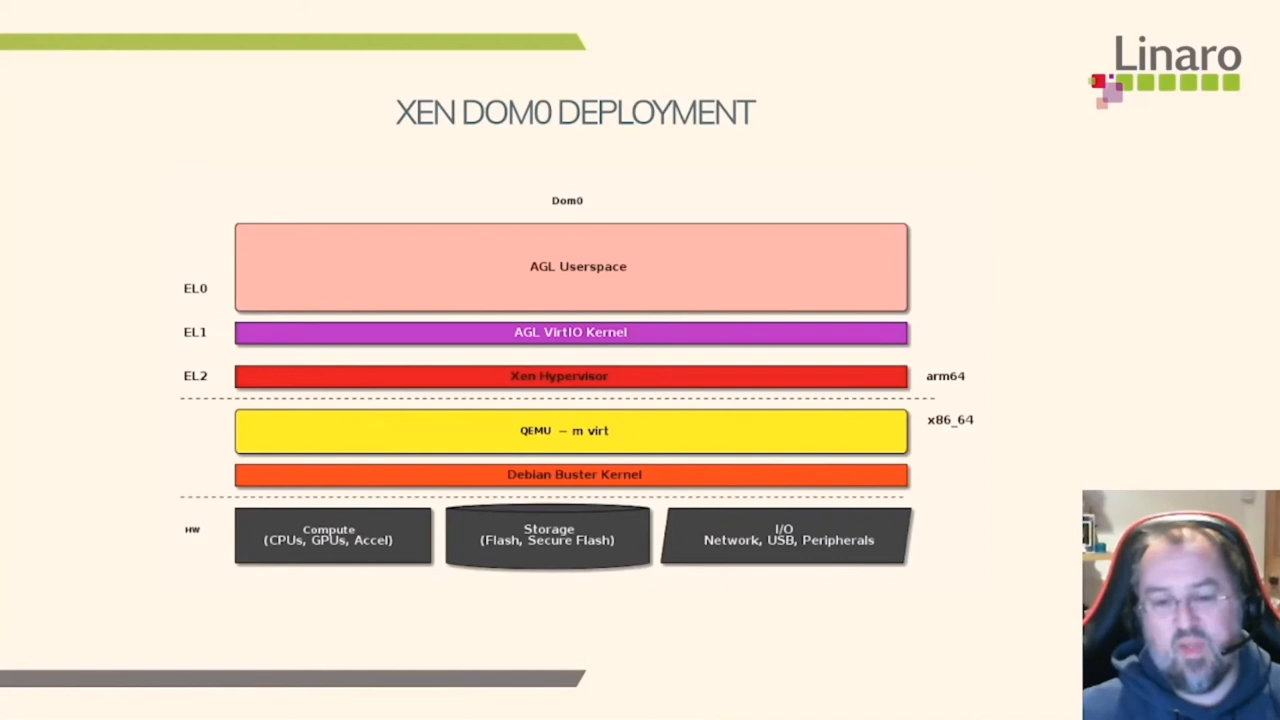 Linaro
XEN DOM0 DEPLOYMENT
Dom0
AGL Userspace
EL0
EL1
AGL VirtIO Kernel
EL2
Xen Hypervisor
arm64
x86_64
QEMU – m virt
Debian Buster Kernel
HW
Compute
(CPUs, GPUs, Accel)
Storage
(Flash, Secure Flash)
I/O
Network, USB, Peripherals